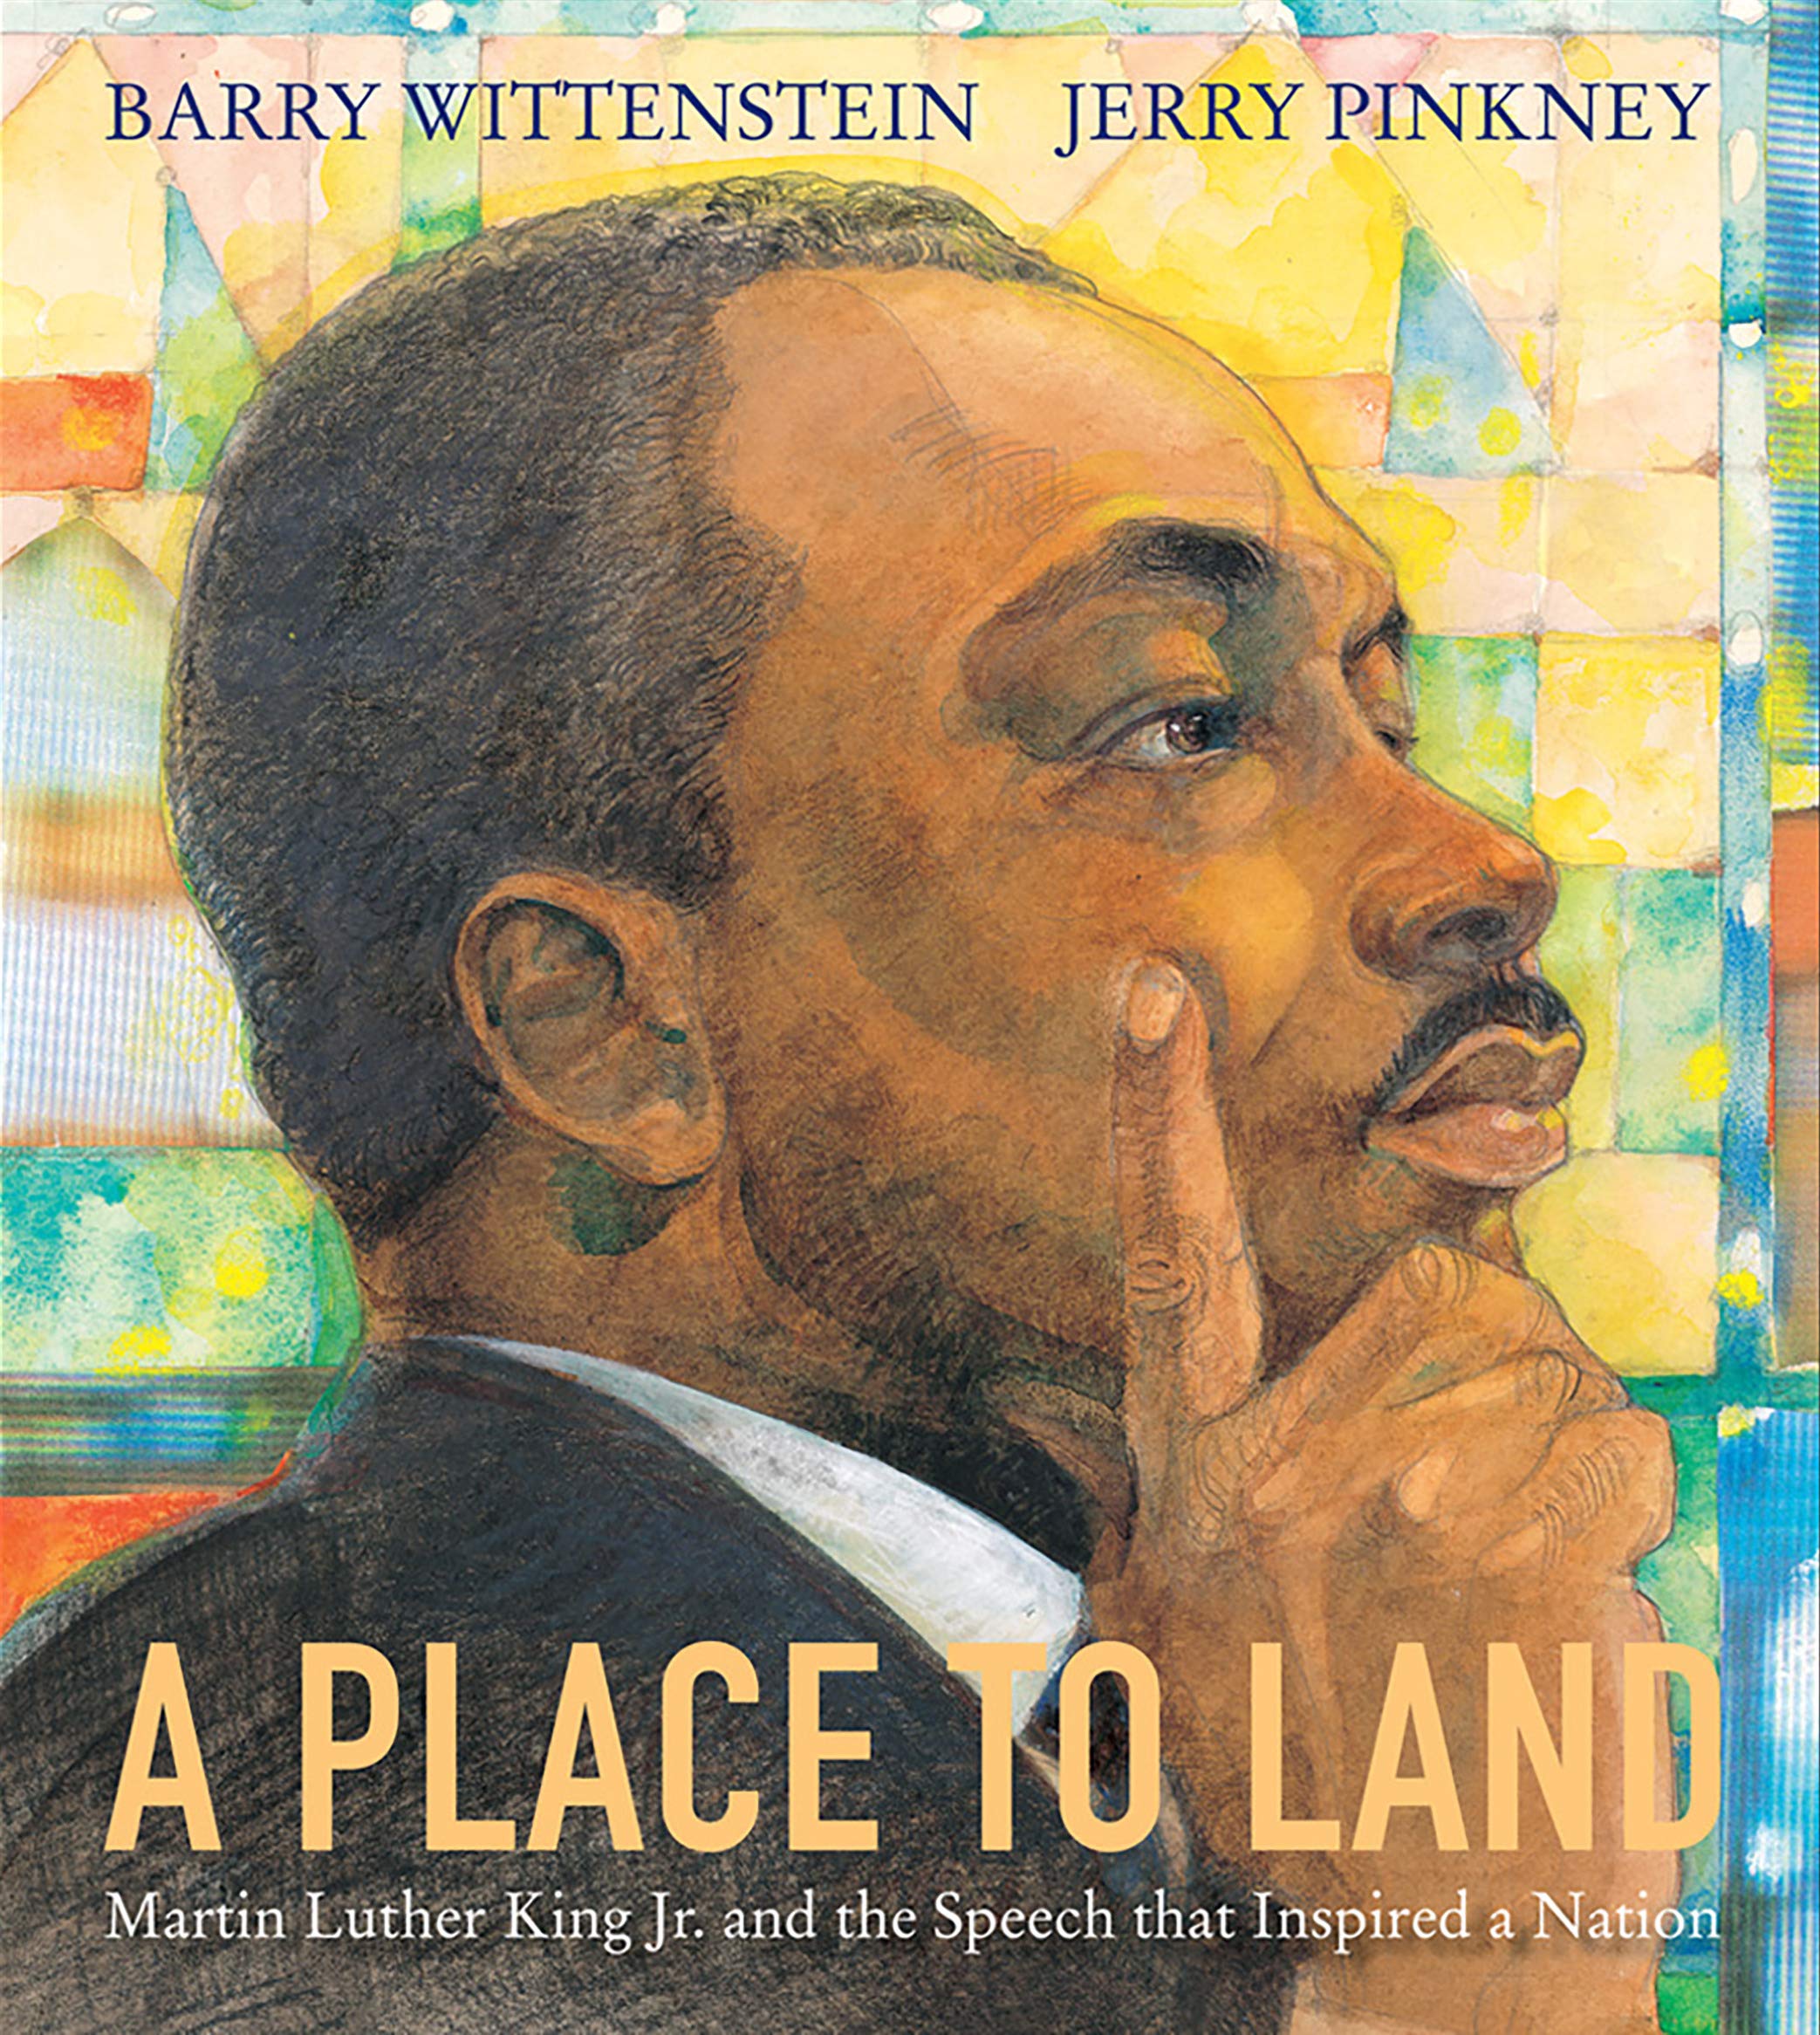 BARRY WITTENSTEIN JERRY PINKNEY
A PLACE TO LAND
Martin Luther King Jr. and the Speech that Inspired a Nation